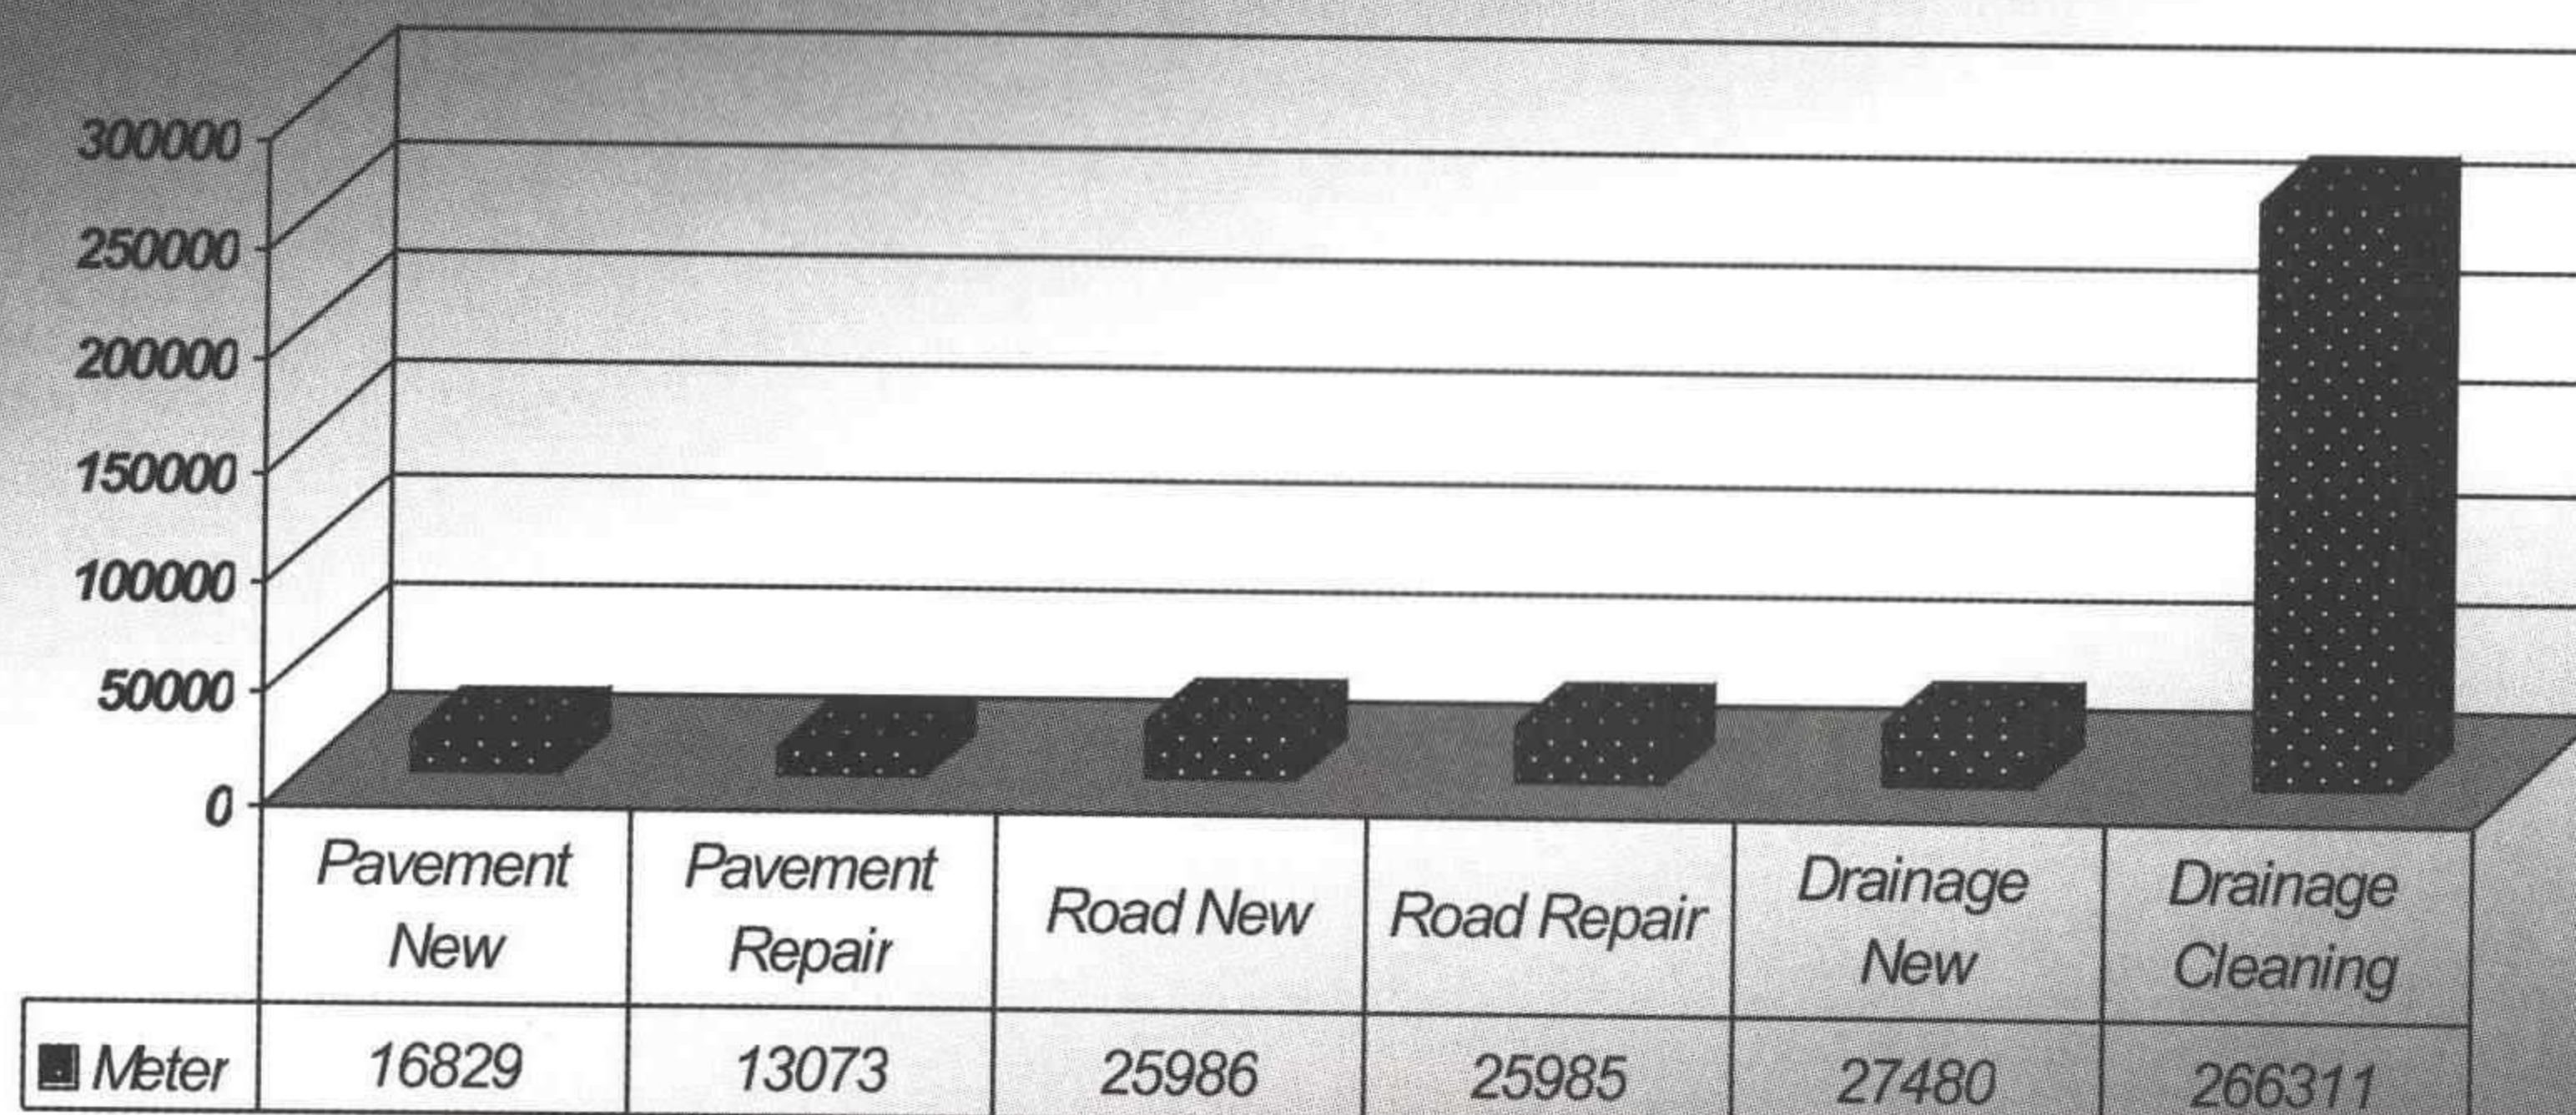 300000
250000
200000
150000
100000
50000
0
Pavement New
Pavement Repair
Road New
Road Repair
Drainage New
Drainage Cleaning
Meter 16829 13073 25986 25985 27480 266311